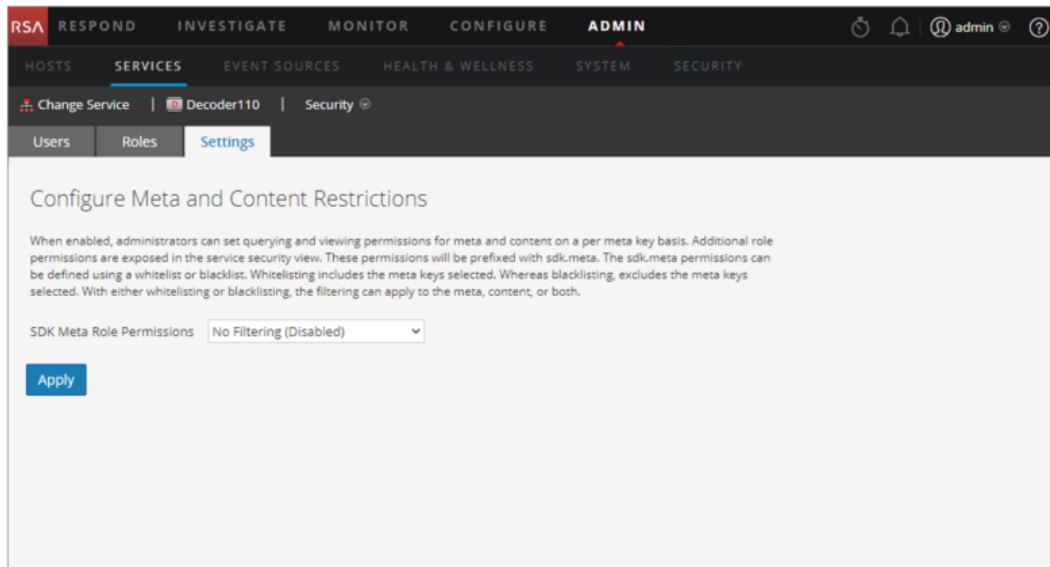 RSA RESPOND INVESTIGATE MONITOR CONFIGURE ADMIN admin
HOSTS SERVICES EVENT SOURCES HEALTH & WELLNESS SYSTEM SECURITY
Change Service | Decoder110 | Security
Users Roles Settings
Configure Meta and Content Restrictions
When enabled, administrators can set querying and viewing permissions for meta and content on a per meta key basis. Additional role
permissions are exposed in the service security view. These permissions will be prefixed with sdk.meta. The sdk.meta permissions can
be defined using a whitelist or blacklist. Whitelisting includes the meta keys selected. Whereas blacklisting, excludes the meta keys
selected. With either whitelisting or blacklisting, the filtering can apply to the meta, content, or both.
SDK Meta Role Permissions No Filtering (Disabled)
Apply